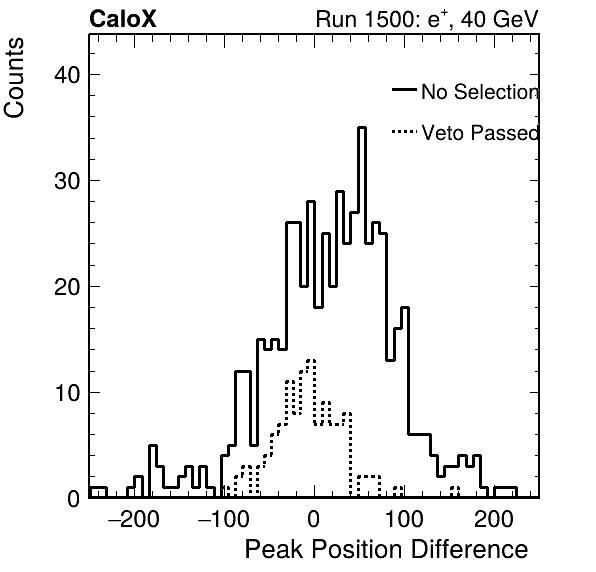 CaloX Run 1500: e⁺, 40 GeV
Counts
40
30
20
10
0
No Selection
Veto Passed
−200 −100 0 100 200
Peak Position Difference